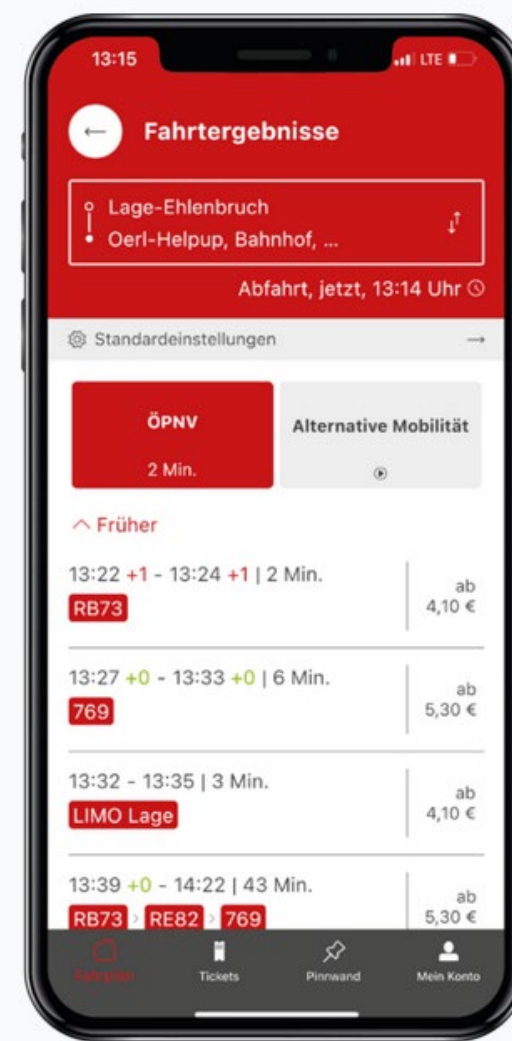 13:15
LTE
Fahrtergebnisse
Lage-Ehlenbruch
Oerl-Helpup, Bahnhof, ...
Abfahrt, jetzt, 13:14 Uhr
Standardeinstellungen
ÖPNV
Alternative Mobilität
2 Min.
Früher
13:22 +1 - 13:24 +1 | 2 Min.
ab
RB73
4,10 €
13:27 +0 - 13:33 +0 | 6 Min.
ab
769
5,30 €
13:32 - 13:35 | 3 Min.
ab
LIMO Lage
4,10 €
13:39 +0 - 14:22 | 43 Min.
ab
RB73 > RE82 > 769
5,30 €
Fahrplan
Tickets
Pinnwand
Mein Konto